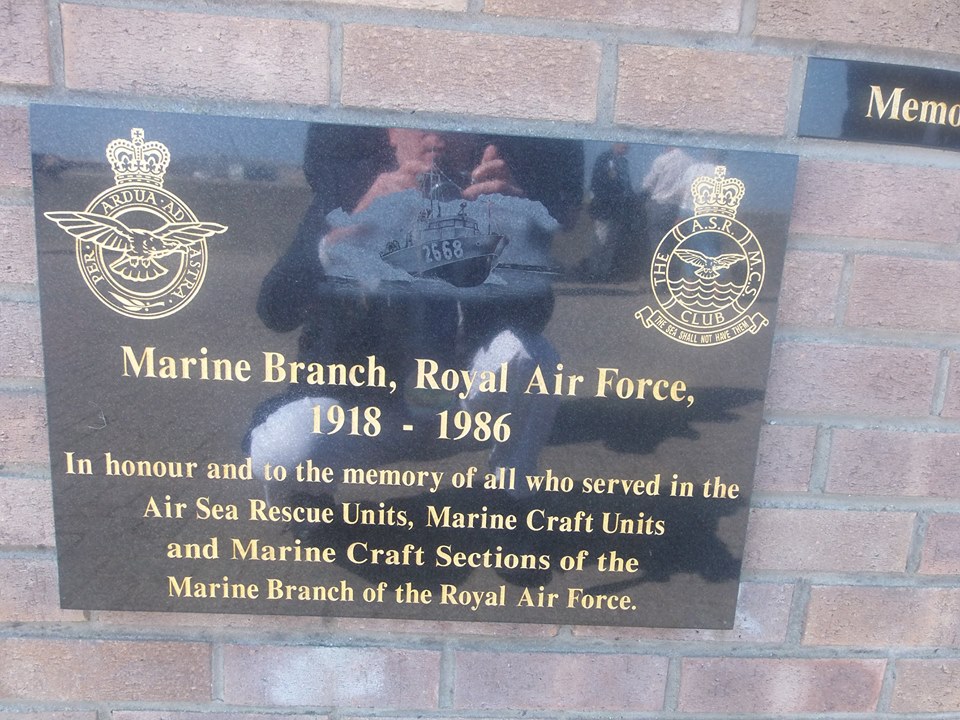 PER ARDUA AD ASTRA
2668
THE A.S.R. M.C.S. CLUB
THE SEA SHALL NOT HAVE THEM
Marine Branch, Royal Air Force,
1918 - 1986
In honour and to the memory of all who served in the
Air Sea Rescue Units, Marine Craft Units
and Marine Craft Sections of the
Marine Branch of the Royal Air Force.
Memo